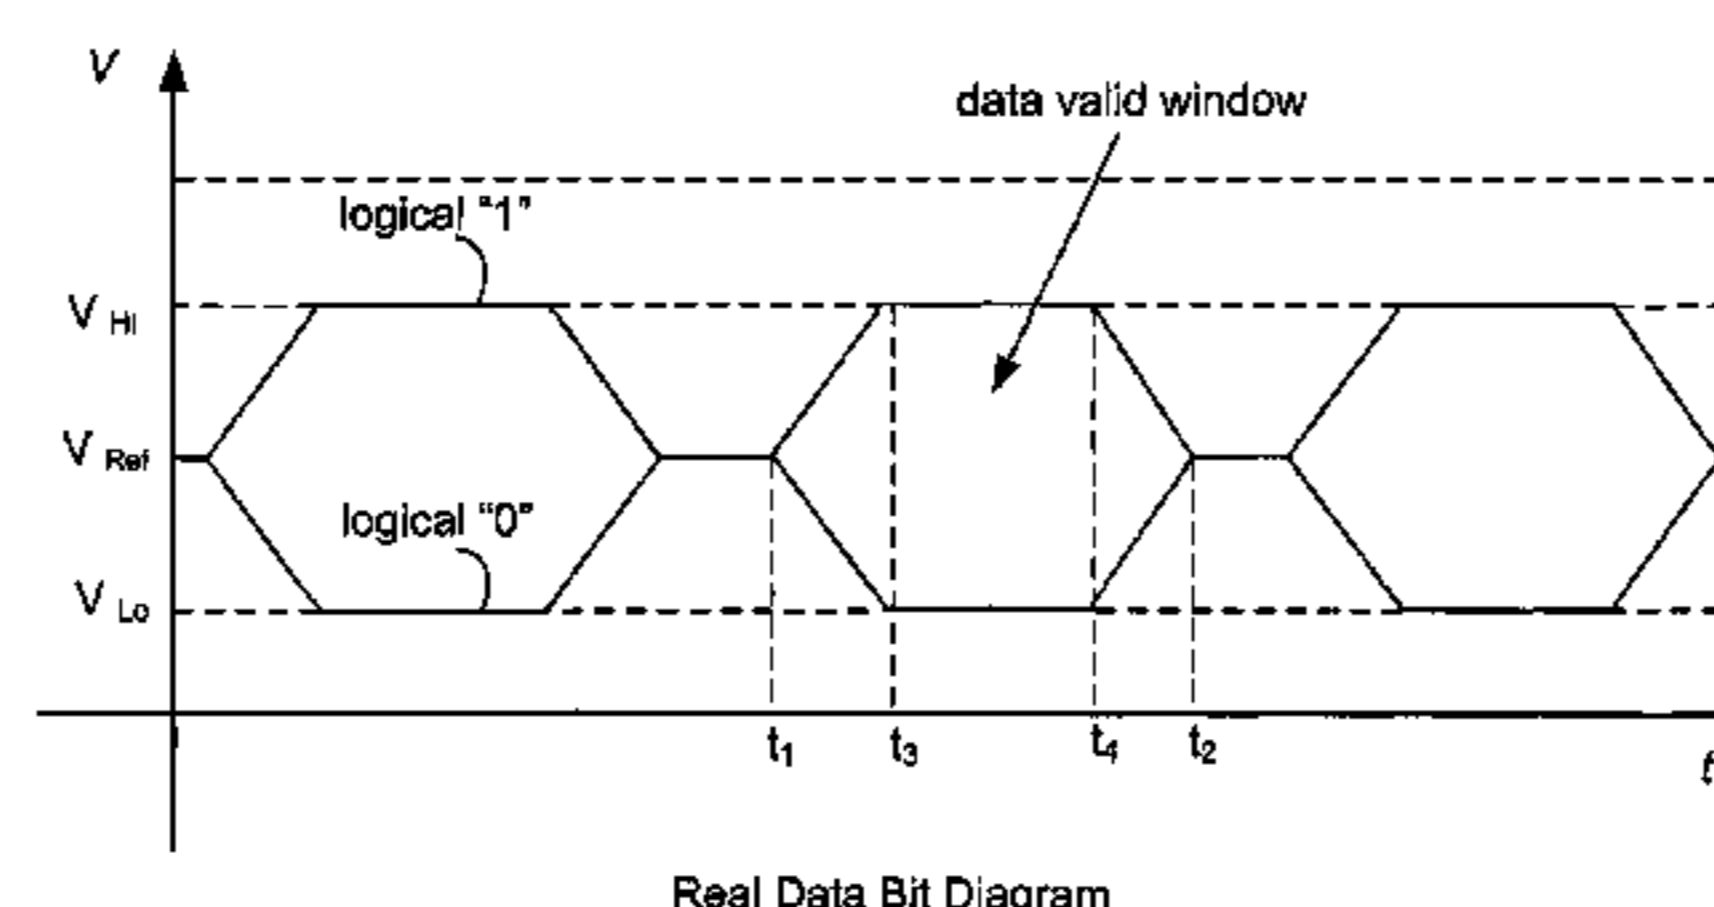 V
data valid window
logical “1”
V HI
V Ref
logical “0”
V Lo
t1 t3 t4 t2
t
Real Data Bit Diagram